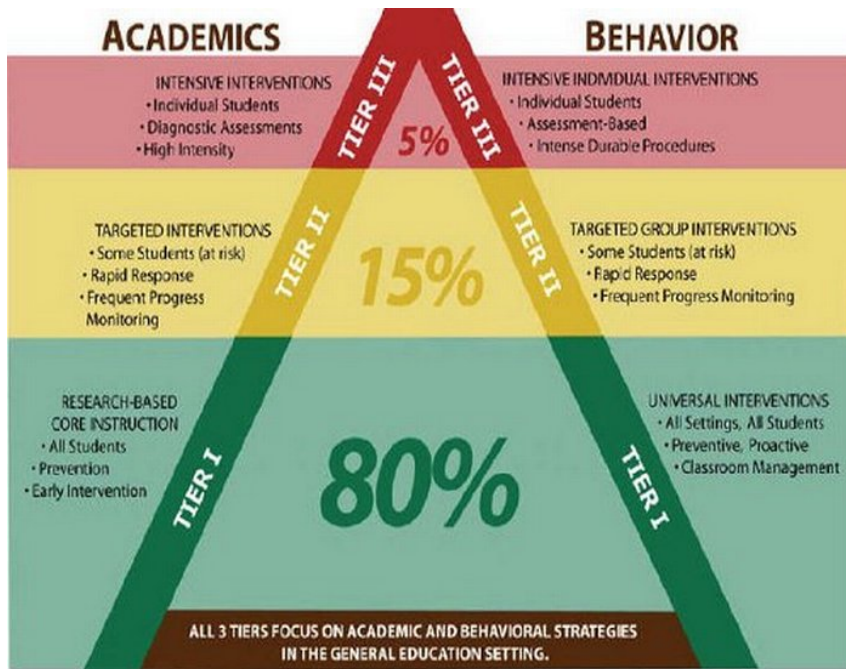 ACADEMICS
BEHAVIOR
INTENSIVE INTERVENTIONS
• Individual Students
• Diagnostic Assessments
• High Intensity
TIER III
5%
TIER III
INTENSIVE INDIVIDUAL INTERVENTIONS
• Individual Students
• Assessment-Based
• Intense Durable Procedures
TARGETED INTERVENTIONS
• Some Students (at risk)
• Rapid Response
• Frequent Progress
Monitoring
TIER II
15%
TIER II
TARGETED GROUP INTERVENTIONS
• Some Students (at risk)
• Rapid Response
• Frequent Progress Monitoring
RESEARCH-BASED
CORE INSTRUCTION
• All Students
• Prevention
• Early Intervention
TIER I
80%
TIER I
UNIVERSAL INTERVENTIONS
• All Settings, All Students
• Preventive, Proactive
• Classroom Management
ALL 3 TIERS FOCUS ON ACADEMIC AND BEHAVIORAL STRATEGIES
IN THE GENERAL EDUCATION SETTING.